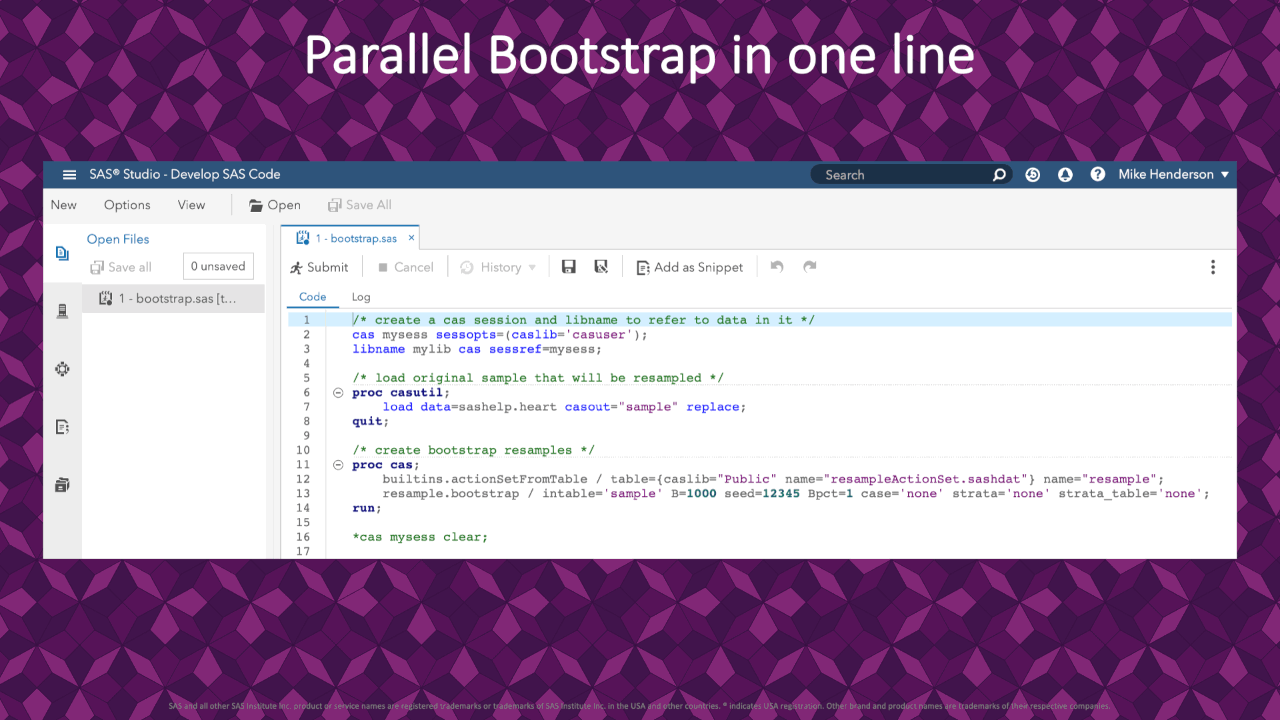 Parallel Bootstrap in one line
SAS® Studio - Develop SAS Code
Search
Mike Henderson
New Options View Open Save All
Open Files
Save all 0 unsaved
1 - bootstrap.sas [t...
1 - bootstrap.sas ×
Submit Cancel History Add as Snippet
Code Log
1 /* create a cas session and libname to refer to data in it */
2 cas mysess sessopts=(caslib='casuser');
3 libname mylib cas sessref=mysess;
4
5 /* load original sample that will be resampled */
6 proc casutil;
7 load data=sashelp.heart casout="sample" replace;
8 quit;
9
10 /* create bootstrap resamples */
11 proc cas;
12 builtins.actionSetFromTable / table={caslib="Public" name="resampleActionSet.sashdat"} name="resample";
13 resample.bootstrap / intable='sample' B=1000 seed=12345 Bpct=1 case='none' strata='none' strata_table='none';
14 run;
15
16 *cas mysess clear;
17
SAS and all other SAS Institute Inc. product or service names are registered trademarks or trademarks of SAS Institute Inc. in the USA and other countries. ® indicates USA registration. Other brand and product names are trademarks of their respective companies.